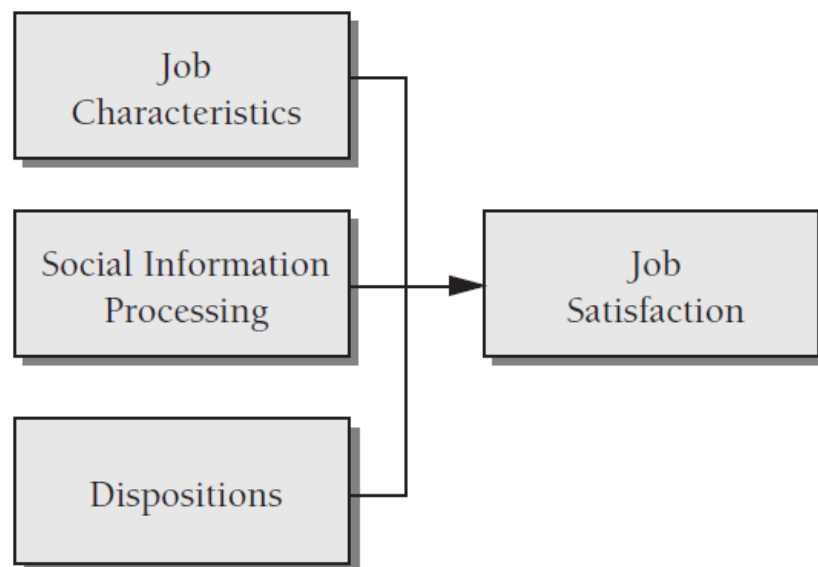 Job
Characteristics
Social Information
Processing
Job
Satisfaction
Dispositions